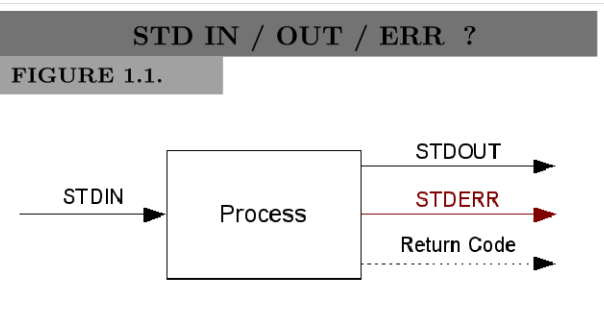 STD IN / OUT / ERR ?
FIGURE 1.1.
STDOUT
STDIN
STDERR
Process
Return Code